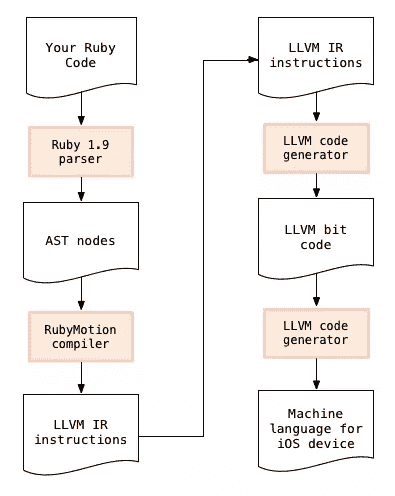 Your Ruby
Code
Ruby 1.9
parser
AST nodes
RubyMotion
compiler
LLVM IR
instructions
LLVM IR
instructions
LLVM code
generator
LLVM bit
code
LLVM code
generator
Machine
language for
iOS device